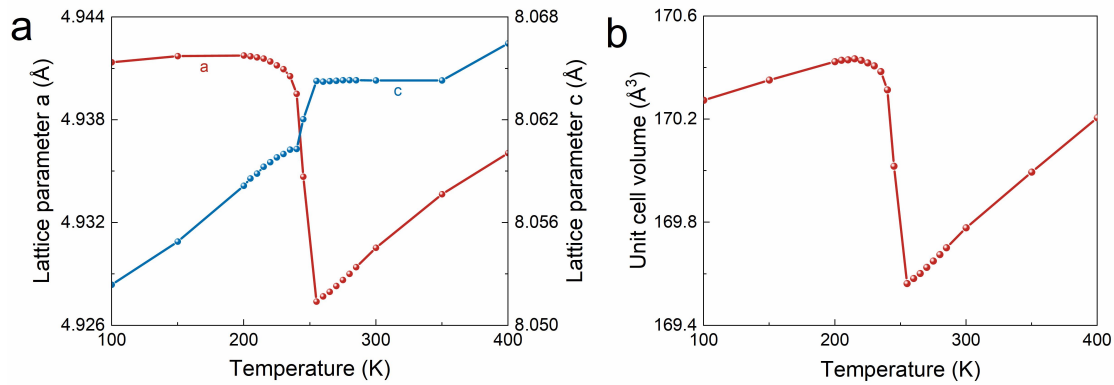 a
4.944
4.938
4.932
4.926
Lattice parameter a (Å)
8.068
8.062
8.056
8.050
Lattice parameter c (Å)
a
c
100
200
300
400
Temperature (K)
b
170.6
170.2
169.8
169.4
Unit cell volume (Å³)
100
200
300
400
Temperature (K)